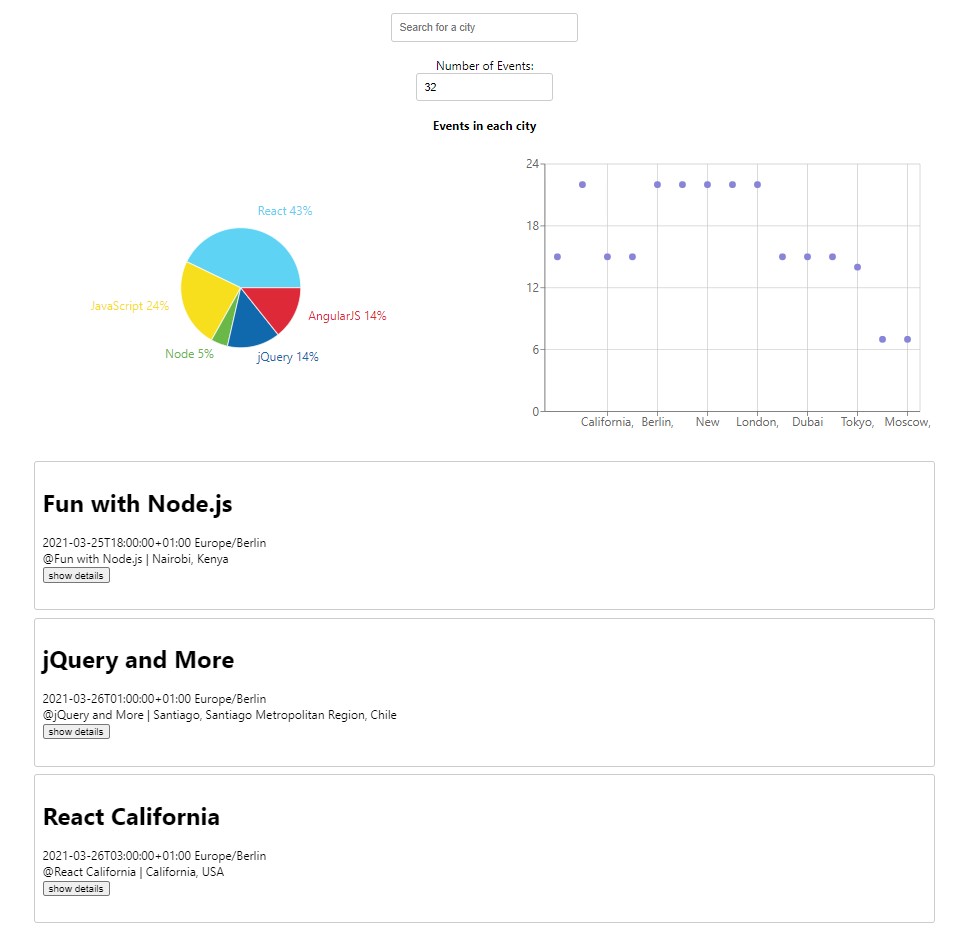 Search for a city
Number of Events:
32
Events in each city
React 43%
JavaScript 24%
AngularJS 14%
Node 5%
jQuery 14%
24
18
12
6
0
California, Berlin, New London, Dubai Tokyo, Moscow,
Fun with Node.js
2021-03-25T18:00:00+01:00 Europe/Berlin
@Fun with Node.js | Nairobi, Kenya
show details
jQuery and More
2021-03-26T01:00:00+01:00 Europe/Berlin
@jQuery and More | Santiago, Santiago Metropolitan Region, Chile
show details
React California
2021-03-26T03:00:00+01:00 Europe/Berlin
@React California | California, USA
show details